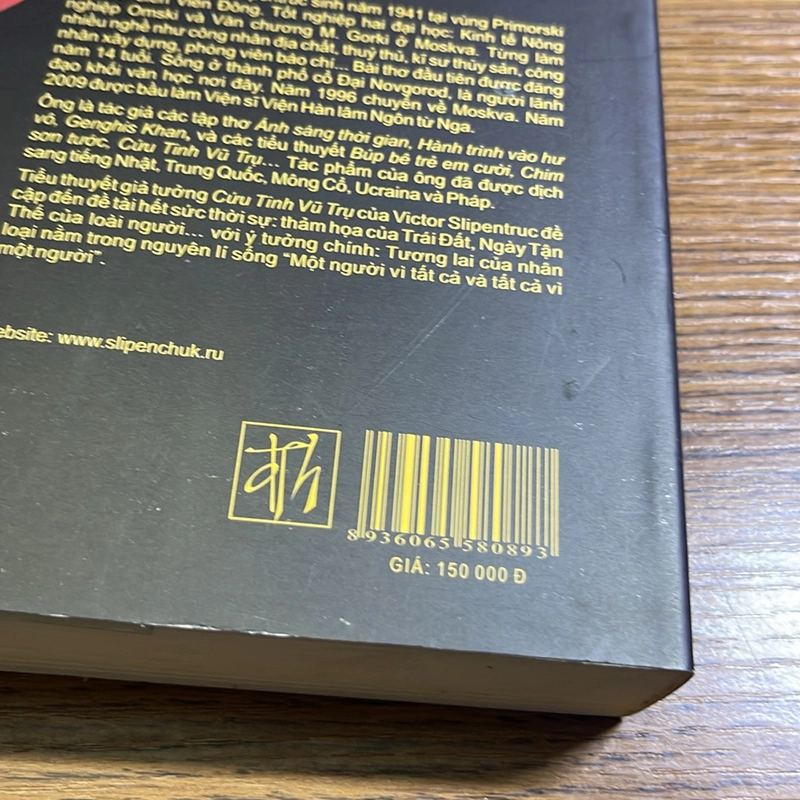 sinh năm 1941 tại vùng Primorski
Viễn Đông. Tốt nghiệp hai đại học: Kinh tế Nông
nghiệp Omski và Văn chương M. Gorki ở Moskva. Từng làm
nhiều nghề như công nhân địa chất, thuỷ thủ, kĩ sư thủy sản, công
nhân xây dựng, phóng viên báo chí... Bài thơ đầu tiên được đăng
năm 14 tuổi. Sống ở thành phố cổ Đại Novgorod, là người lãnh
đạo khối văn học nơi đây. Năm 1996 chuyển về Moskva. Năm
2009 được bầu làm Viện sĩ Viện Hàn lâm Ngôn từ Nga.
Ông là tác giả các tập thơ Ánh sáng thời gian, Hành trình vào hư
vô, Genghis Khan, và các tiểu thuyết Búp bê trẻ em cười, Chim
sơn tước, Cứu Tinh Vũ Trụ... Tác phẩm của ông đã được dịch
sang tiếng Nhật, Trung Quốc, Mông Cổ, Ucraina và Pháp.
Tiểu thuyết giả tưởng Cứu Tinh Vũ Trụ của Victor Slipentruc đề
cập đến đề tài hết sức thời sự: thảm họa của Trái Đất, Ngày Tận
Thế của loài người... với ý tưởng chính: Tương lai của nhân
loại nằm trong nguyên lí sống “Một người vì tất cả và tất cả vì
một người”.
ebsite: www.slipenchuk.ru
8 936065 580893
GIÁ: 150 000 Đ